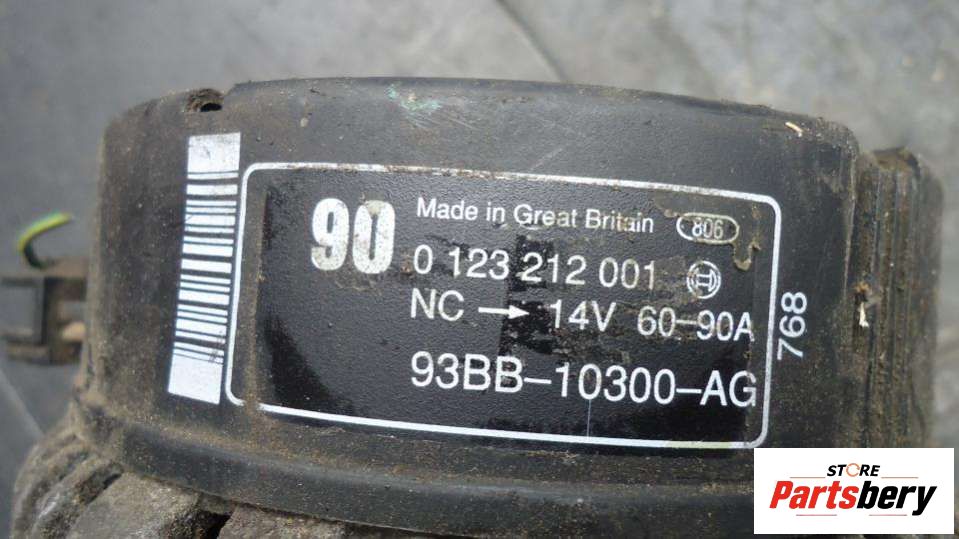 90 Made in Great Britain 806
0 123 212 001
NC → 14V 60-90A
93BB-10300-AG
768
STORE
Partsbery